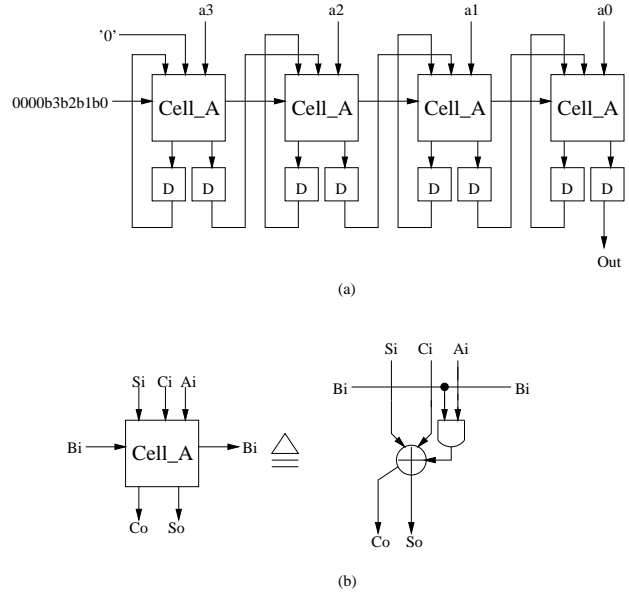 a3 a2 a1 a0
'0'
0000b3b2b1b0 Cell_A Cell_A Cell_A Cell_A
D D D D D D D D
Out
(a)
Si Ci Ai
Bi Bi
Si Ci Ai
Bi Cell_A Bi
Co So
Co So
(b)